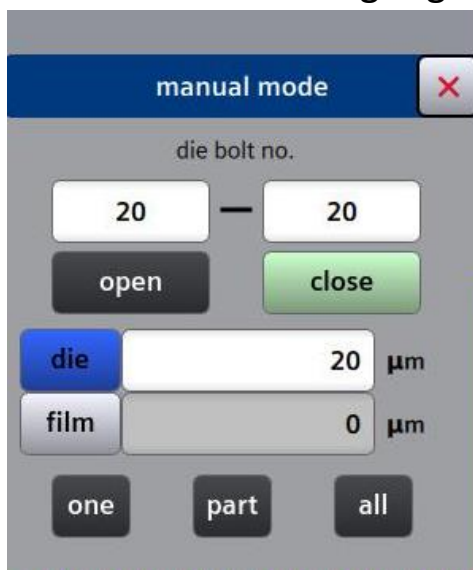 manual mode
die bolt no.
20 — 20
open close
die 20 μm
film 0 μm
one part all